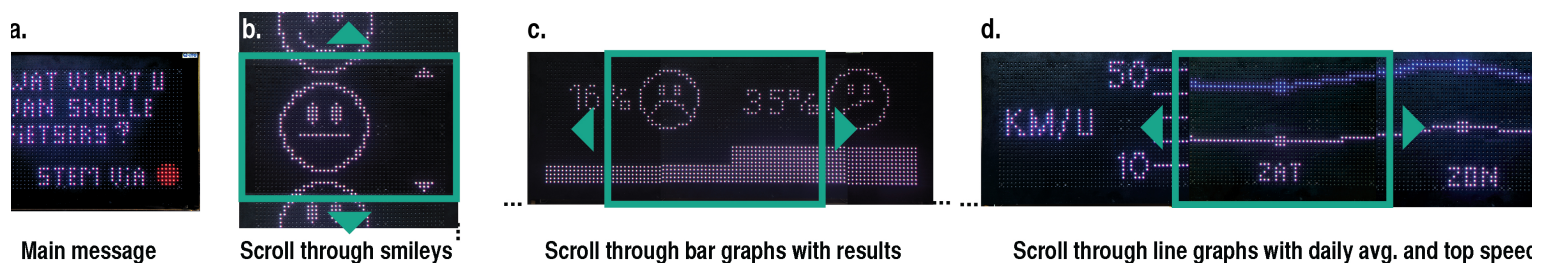 a.
WAT ViNDT U
VAN SNELLE
IETSERS?
STEM ViA
Main message
b.
Scroll through smileys
c.
16% 35%
...
...
Scroll through bar graphs with results
d.
50
KM/U
10
ZAT
ZON
...
Scroll through line graphs with daily avg. and top speed